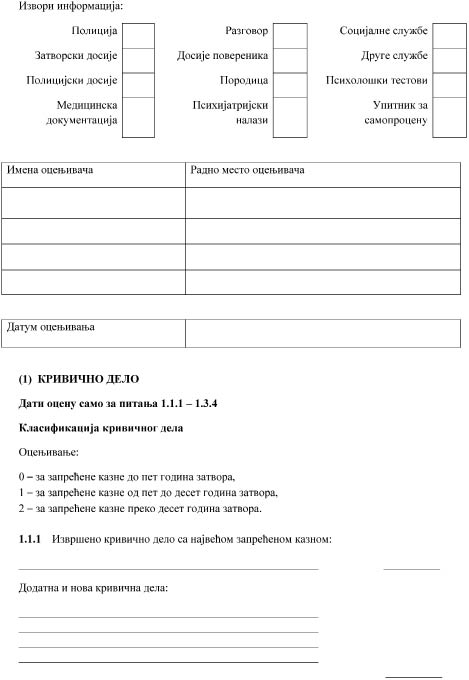 Извори информација:
Полиција Разговор Социјалне службе
Затворски досије Досије повереника Друге службе
Полицијски досије Породица Психолошки тестови
Медицинска Психијатријски Упитник за
документација налази самопроцену
Имена оцењивача Радно место оцењивача
Датум оцењивања
(1) КРИВИЧНО ДЕЛО
Дати оцену само за питања 1.1.1 – 1.3.4
Класификација кривичног дела
Оцењивање:
0 – за запрећене казне до пет година затвора,
1 – за запрећене казне од пет до десет година затвора,
2 – за запрећене казне преко десет година затвора.
1.1.1 Извршено кривично дело са највећом запрећеном казном:
Додатна и нова кривична дела: